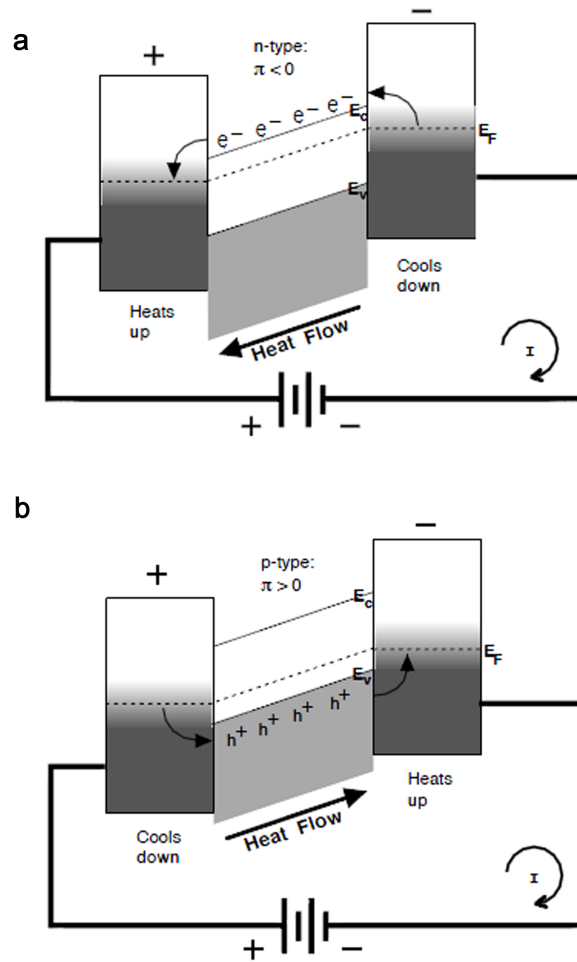 a
−
+
n-type:
π < 0
e− e− e− e−
Ec
EF
Ev
Heats
up
Cools
down
Heat Flow
I
+
−
b
−
+
p-type:
π > 0
Ec
EF
Ev
h+ h+ h+ h+
Cools
down
Heats
up
Heat Flow
I
+
−